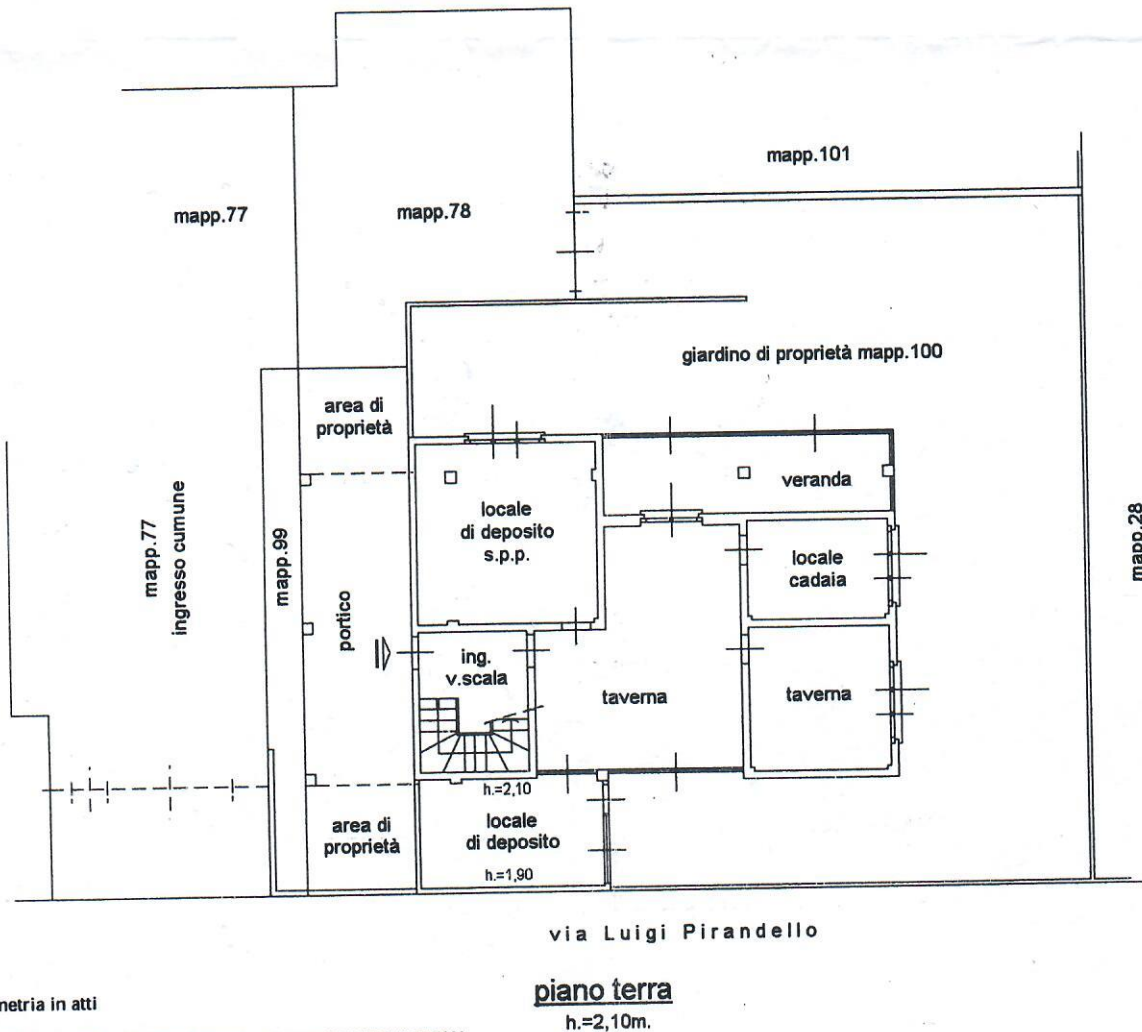 mapp.101
mapp.77
mapp.78
giardino di proprietà mapp.100
area di
proprietà
veranda
locale
di deposito
s.p.p.
mapp.77
ingresso cumune
mapp.99
portico
locale
cadaia
mapp.28
ing.
v.scala
taverna
taverna
h.=2,10
area di
proprietà
locale
di deposito
h.=1,90
via Luigi Pirandello
piano terra
h.=2,10m.
netria in atti